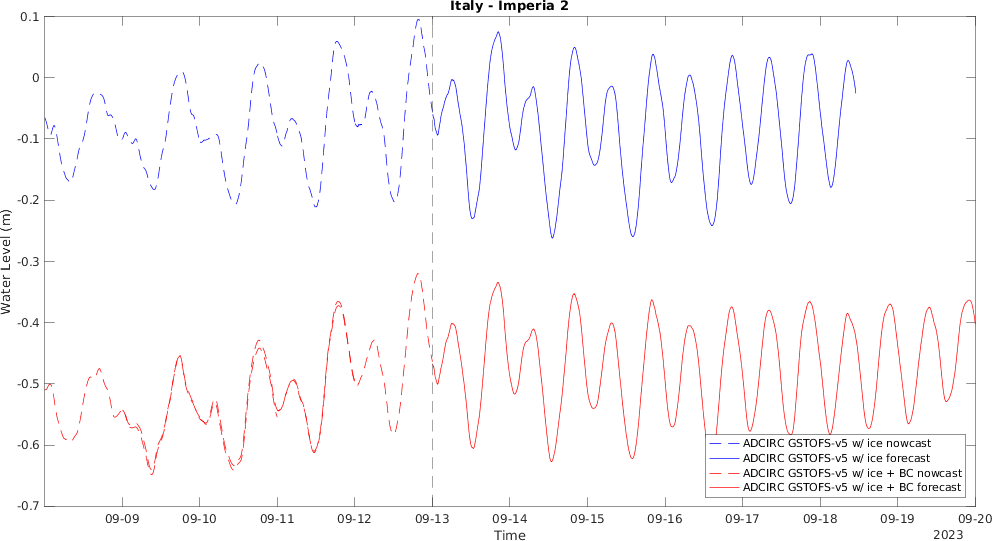 Italy - Imperia 2
Water Level (m)
0.1
0
-0.1
-0.2
-0.3
-0.4
-0.5
-0.6
-0.7
ADCIRC GSTOFS-v5 w/ ice nowcast
ADCIRC GSTOFS-v5 w/ ice forecast
ADCIRC GSTOFS-v5 w/ ice + BC nowcast
ADCIRC GSTOFS-v5 w/ ice + BC forecast
09-09 09-10 09-11 09-12 09-13 09-14 09-15 09-16 09-17 09-18 09-19 09-20
Time
2023